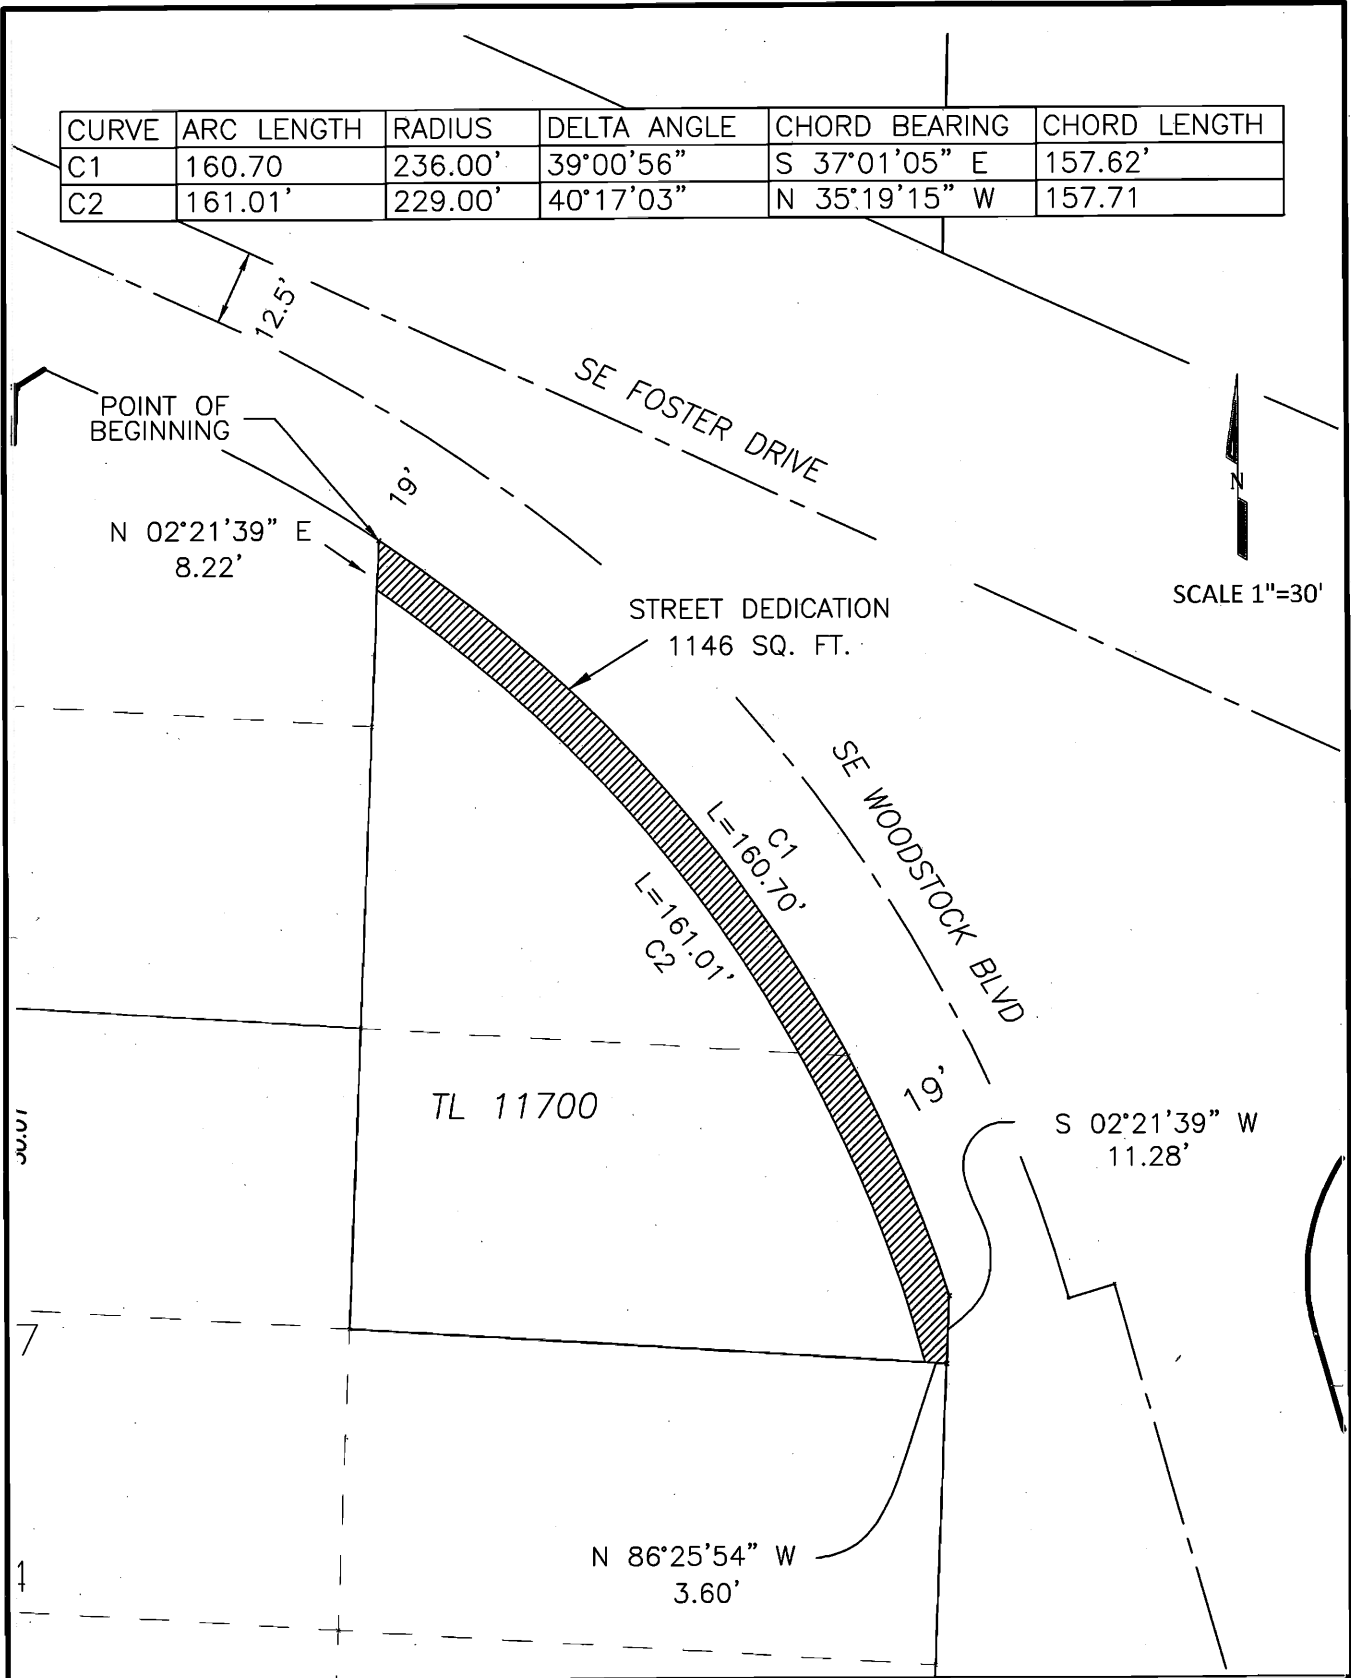 CURVE ARC LENGTH RADIUS DELTA ANGLE CHORD BEARING CHORD LENGTH
C1 160.70 236.00' 39°00'56" S 37°01'05" E 157.62'
C2 161.01' 229.00' 40°17'03" N 35°19'15" W 157.71
12.5'
SE FOSTER DRIVE
POINT OF
BEGINNING
19'
N
N 02°21'39" E
8.22'
SCALE 1"=30'
STREET DEDICATION
1146 SQ. FT.
SE WOODSTOCK BLVD
C1
L=160.70'
L=161.01'
C2
19'
TL 11700
S 02°21'39" W
11.28'
7
N 86°25'54" W
3.60'